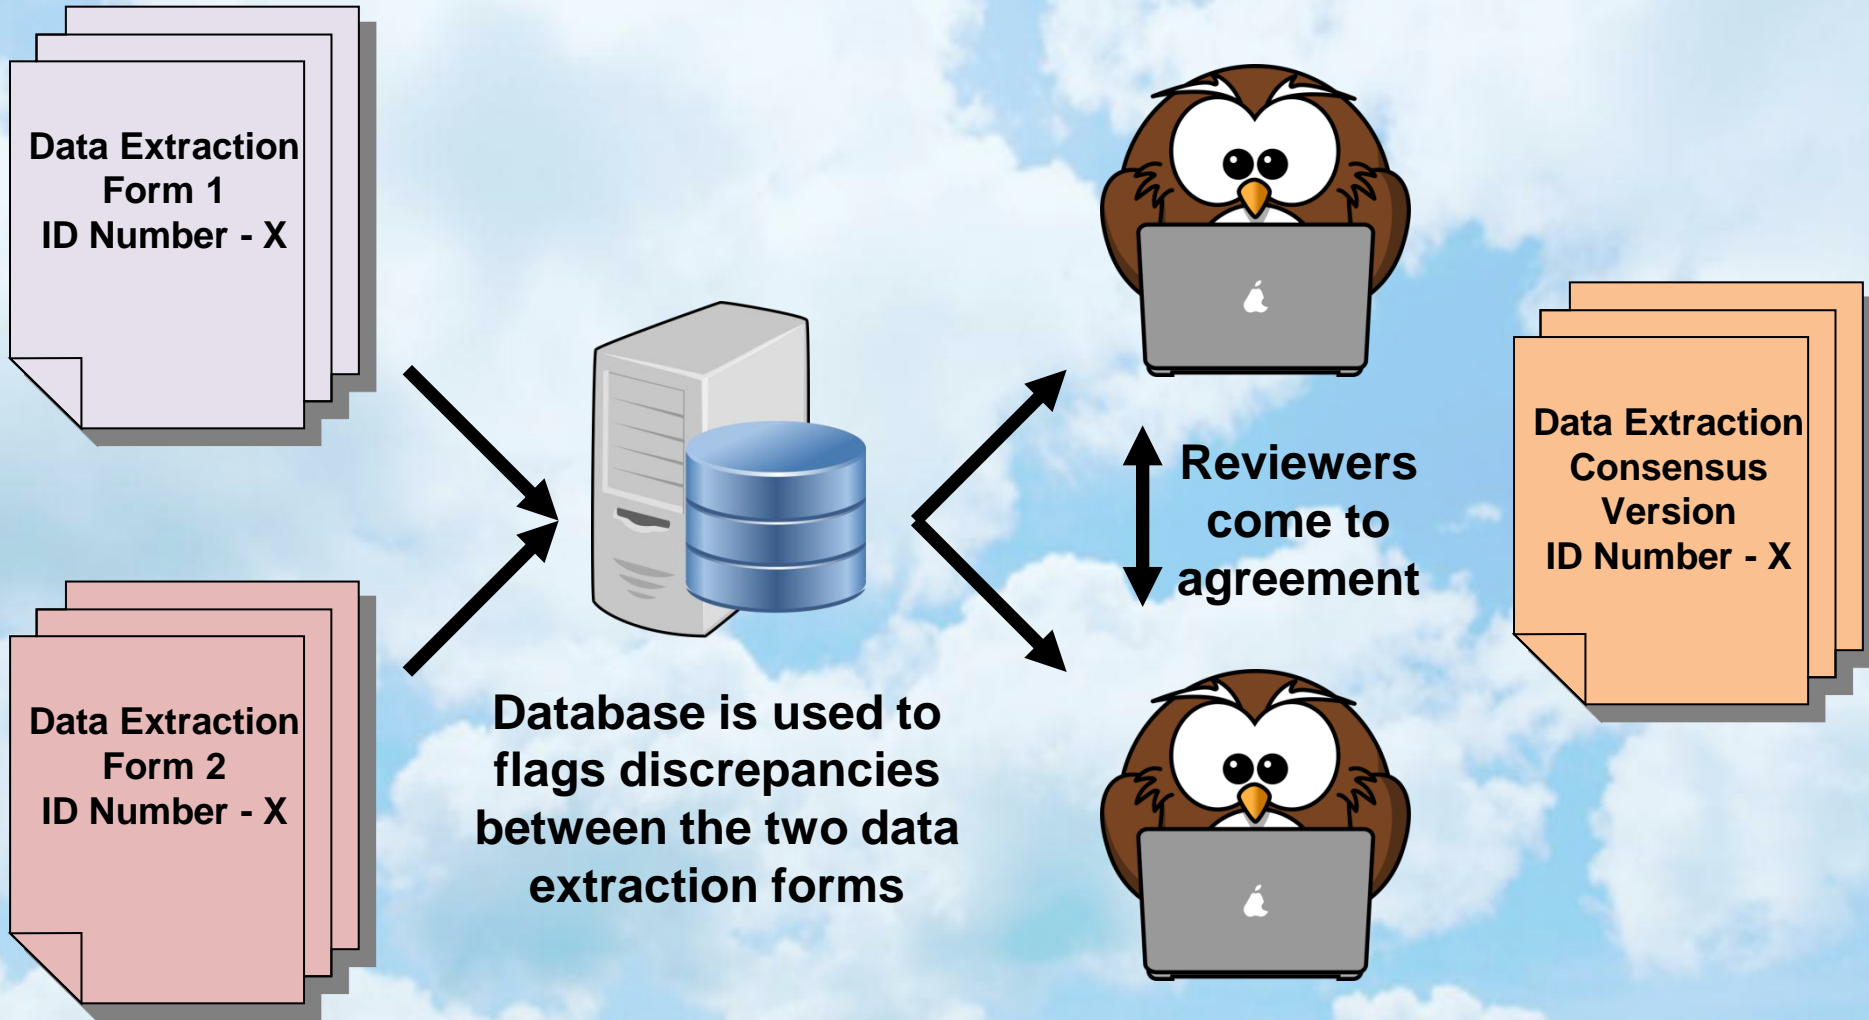 Data Extraction
Form 1
ID Number - X
Data Extraction
Form 2
ID Number - X
Database is used to
flags discrepancies
between the two data
extraction forms
Reviewers
come to
agreement
Data Extraction
Consensus
Version
ID Number - X